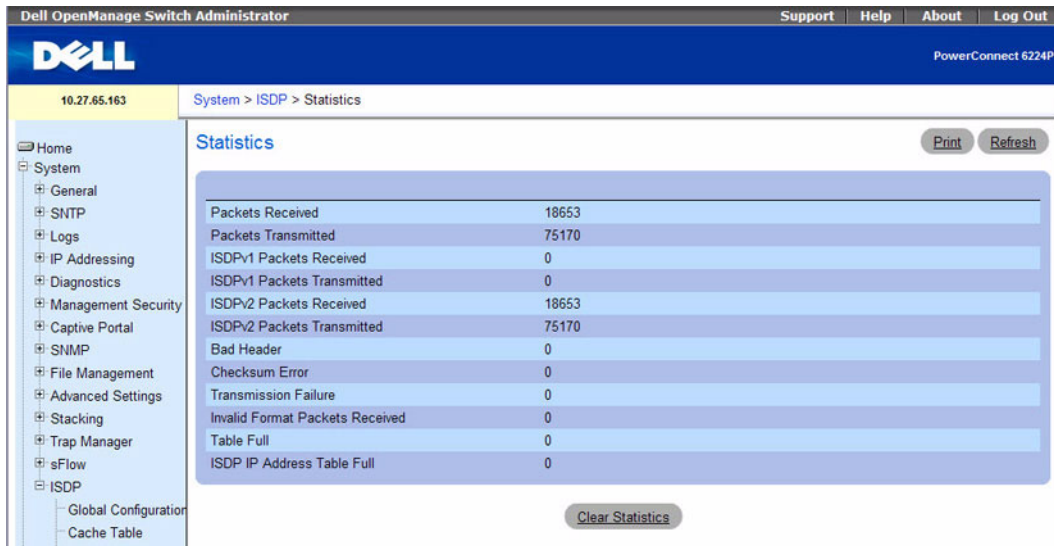 Dell OpenManage Switch Administrator
Support Help About Log Out
DELL
PowerConnect 6224P
10.27.65.163
System > ISDP > Statistics
Home
System
General
SNTP
Logs
IP Addressing
Diagnostics
Management Security
Captive Portal
SNMP
File Management
Advanced Settings
Stacking
Trap Manager
sFlow
ISDP
Global Configuration
Cache Table
Statistics
Print Refresh
Packets Received 18653
Packets Transmitted 75170
ISDPv1 Packets Received 0
ISDPv1 Packets Transmitted 0
ISDPv2 Packets Received 18653
ISDPv2 Packets Transmitted 75170
Bad Header 0
Checksum Error 0
Transmission Failure 0
Invalid Format Packets Received 0
Table Full 0
ISDP IP Address Table Full 0
Clear Statistics